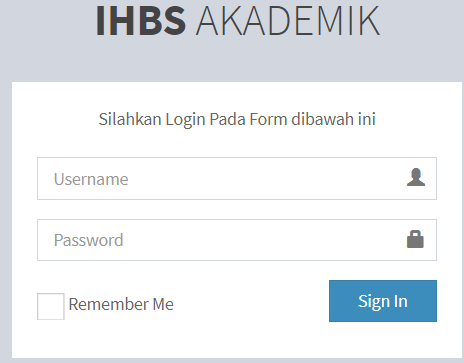 IHBS AKADEMIK
Silahkan Login Pada Form dibawah ini
Username
Password
Remember Me
Sign In